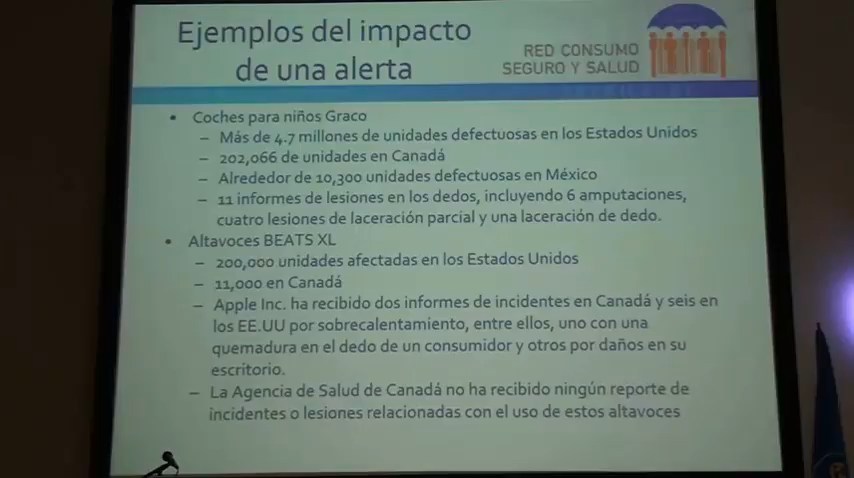 Ejemplos del impacto
de una alerta
RED CONSUMO
SEGURO Y SALUD
• Coches para niños Graco
– Más de 4.7 millones de unidades defectuosas en los Estados Unidos
– 202,066 de unidades en Canadá
– Alrededor de 10,300 unidades defectuosas en México
– 11 informes de lesiones en los dedos, incluyendo 6 amputaciones,
cuatro lesiones de laceración parcial y una laceración de dedo.
• Altavoces BEATS XL
– 200,000 unidades afectadas en los Estados Unidos
– 11,000 en Canadá
– Apple Inc. ha recibido dos informes de incidentes en Canadá y seis en
los EE.UU por sobrecalentamiento, entre ellos, uno con una
quemadura en el dedo de un consumidor y otros por daños en su
escritorio.
– La Agencia de Salud de Canadá no ha recibido ningún reporte de
incidentes o lesiones relacionadas con el uso de estos altavoces